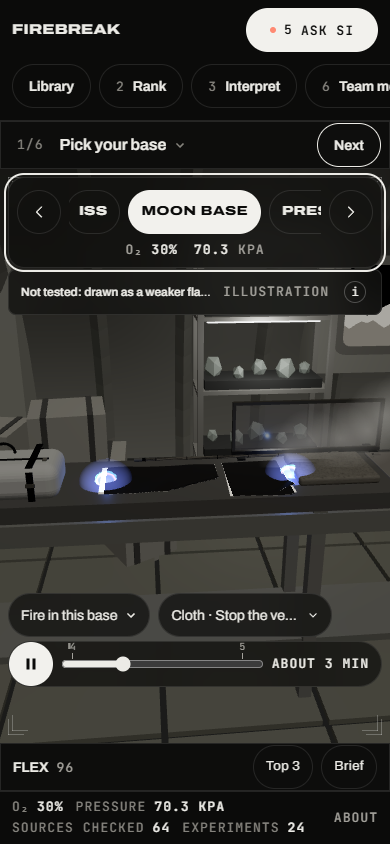 FIREBREAK
5 ASK SI
Library
2 Rank
3 Interpret
6 Team m
1/6 Pick your base
Next
ISS
MOON BASE
PRES
O₂ 30% 70.3 KPA
Not tested: drawn as a weaker fla... ILLUSTRATION i
Fire in this base
Cloth · Stop the ve...
5
ABOUT 3 MIN
FLEX 96
Top 3
Brief
O₂ 30% PRESSURE 70.3 KPA
SOURCES CHECKED 64 EXPERIMENTS 24
ABOUT